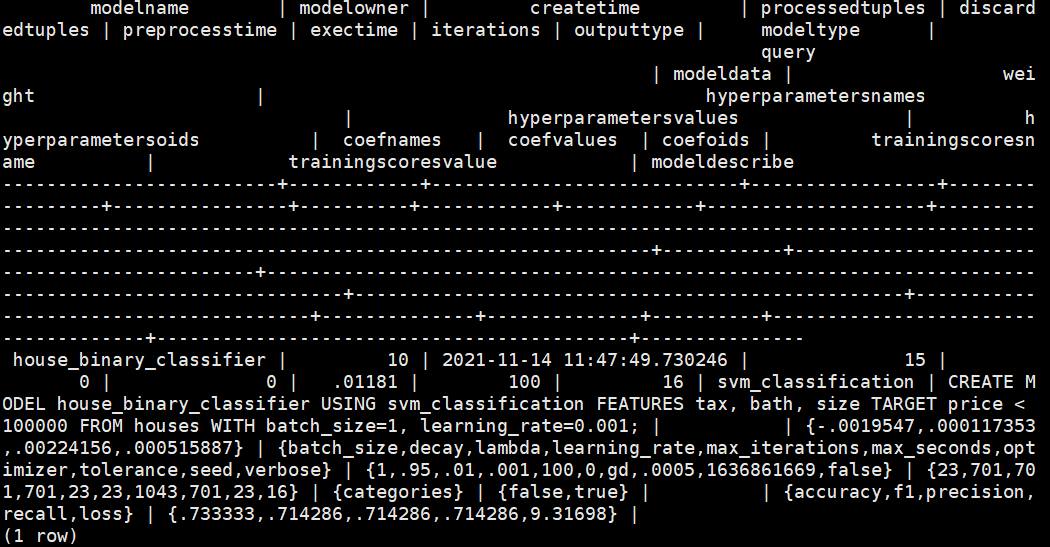 modelname | modelowner | createtime | processedtuples | discard
edtuples | preprocesstime | exectime | iterations | outputtype | modeltype |
query
| modeldata | wei
ght | hyperparametersnames
| hyperparametersvalues | h
yperparametersoids | coefnames | coefvalues | coefoids | trainingscoresn
ame | trainingscoresvalue | modeldescribe
-------------------------+------------+----------------------------+-----------------+--------
---------+----------------+----------+------------+------------+--------------------+---------
----------------------------------------------------------------------------------------------
-----------------------------------------------------------+-----------+----------------------
-----------------------+----------------------------------------------------------------------
-------------------------------+--------------------------------------------------+-----------
----------------------------+--------------+--------------+----------+------------------------
-------------+-------------------------------------------+---------------
house_binary_classifier | 10 | 2021-11-14 11:47:49.730246 | 15 |
0 | 0 | .01181 | 100 | 16 | svm_classification | CREATE M
ODEL house_binary_classifier USING svm_classification FEATURES tax, bath, size TARGET price <
100000 FROM houses WITH batch_size=1, learning_rate=0.001; | | {-.0019547,.000117353
,.00224156,.000515887} | {batch_size,decay,lambda,learning_rate,max_iterations,max_seconds,opt
imizer,tolerance,seed,verbose} | {1,.95,.01,.001,100,0,gd,.0005,1636861669,false} | {23,701,70
1,701,23,23,1043,701,23,16} | {categories} | {false,true} | | {accuracy,f1,precision,
recall,loss} | {.733333,.714286,.714286,.714286,9.31698} |
(1 row)